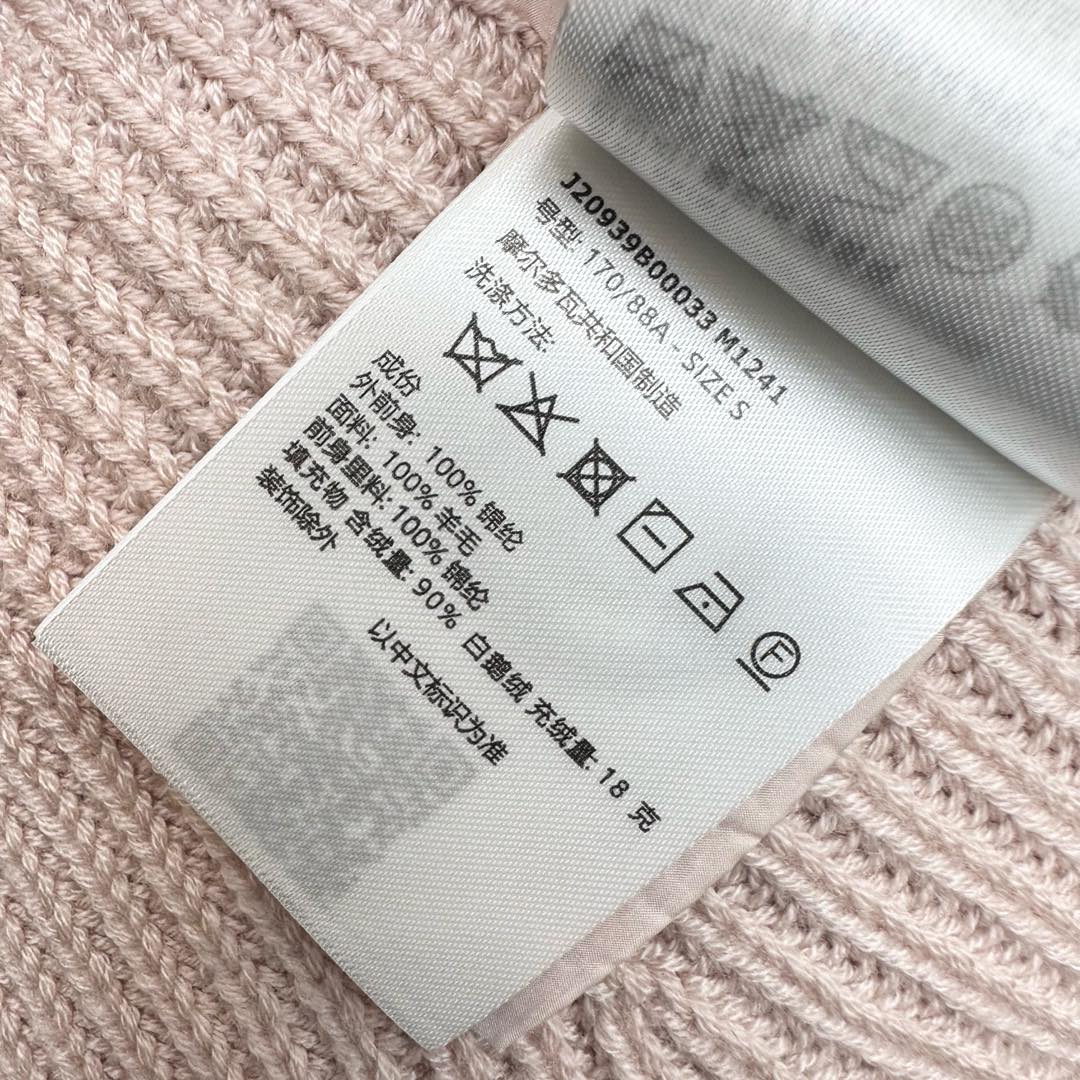 J20939B00033 M1241
号型: 170/88A - SIZE S
摩尔多瓦共和国制造
洗涤方法:
F
成份
外前身: 100% 锦纶
面料: 100% 羊毛
前身里料: 100% 锦纶
填充物 含绒量: 90% 白鹅绒 充绒量: 18 克
装饰除外
以中文标识为准